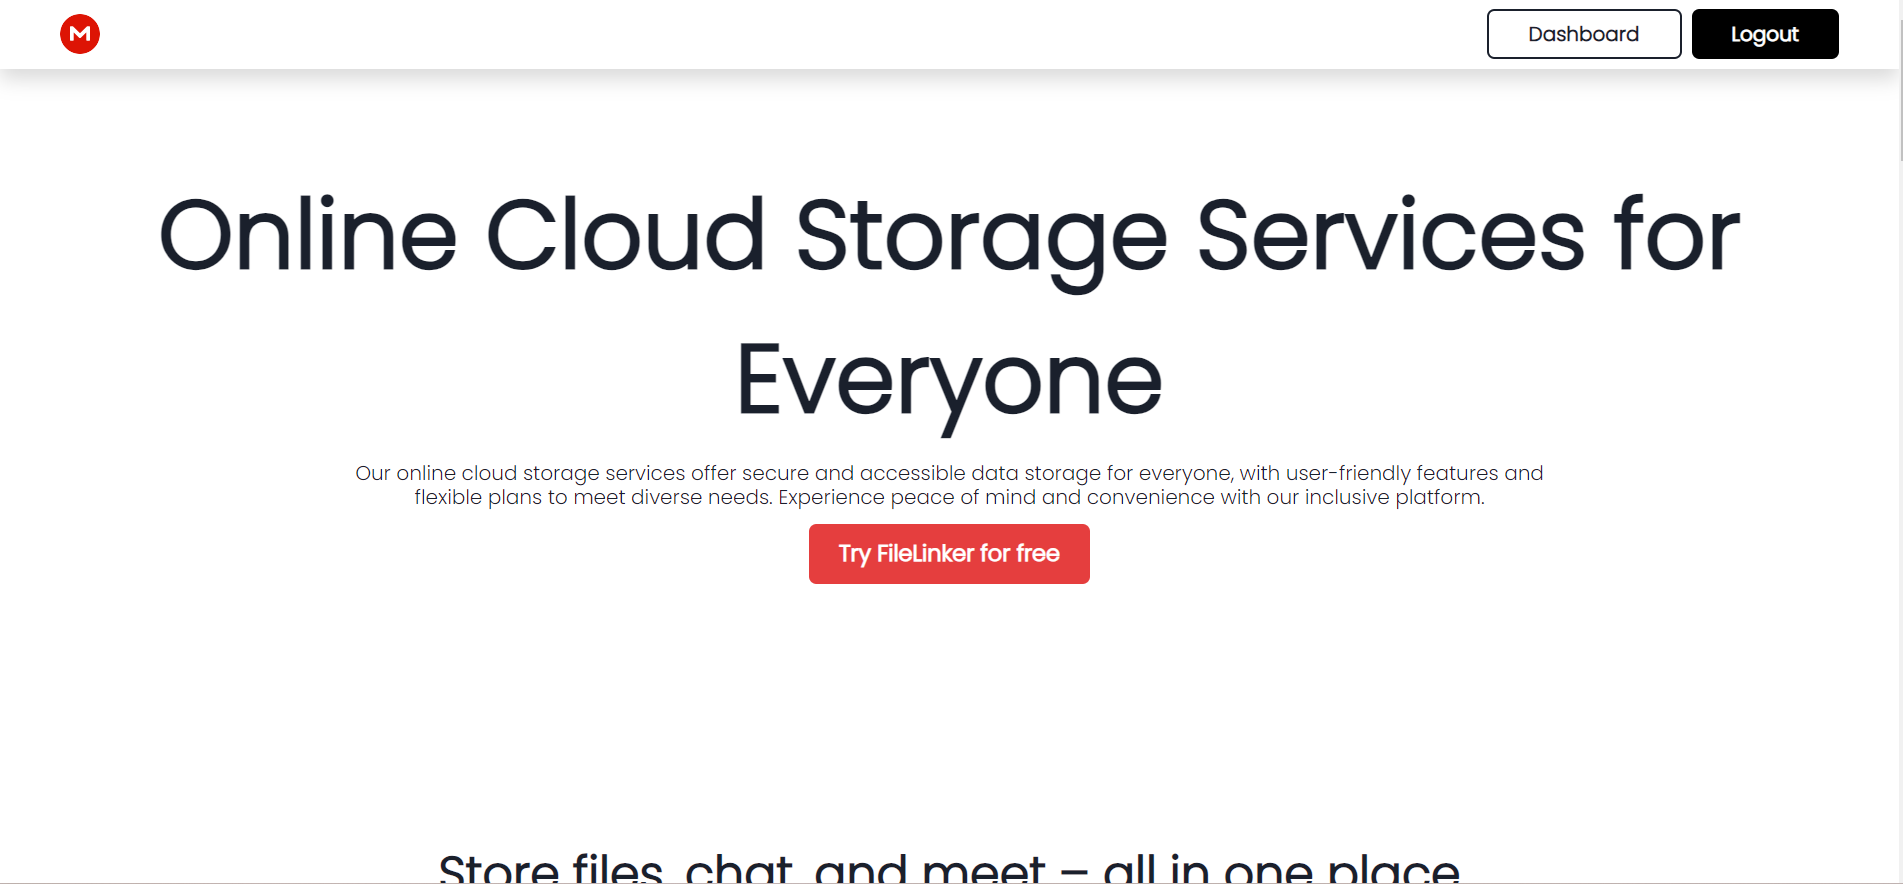 M
Dashboard
Logout
Online Cloud Storage Services for
Everyone
Our online cloud storage services offer secure and accessible data storage for everyone, with user-friendly features and
flexible plans to meet diverse needs. Experience peace of mind and convenience with our inclusive platform.
Try FileLinker for free
Store files, chat, and meet – all in one place